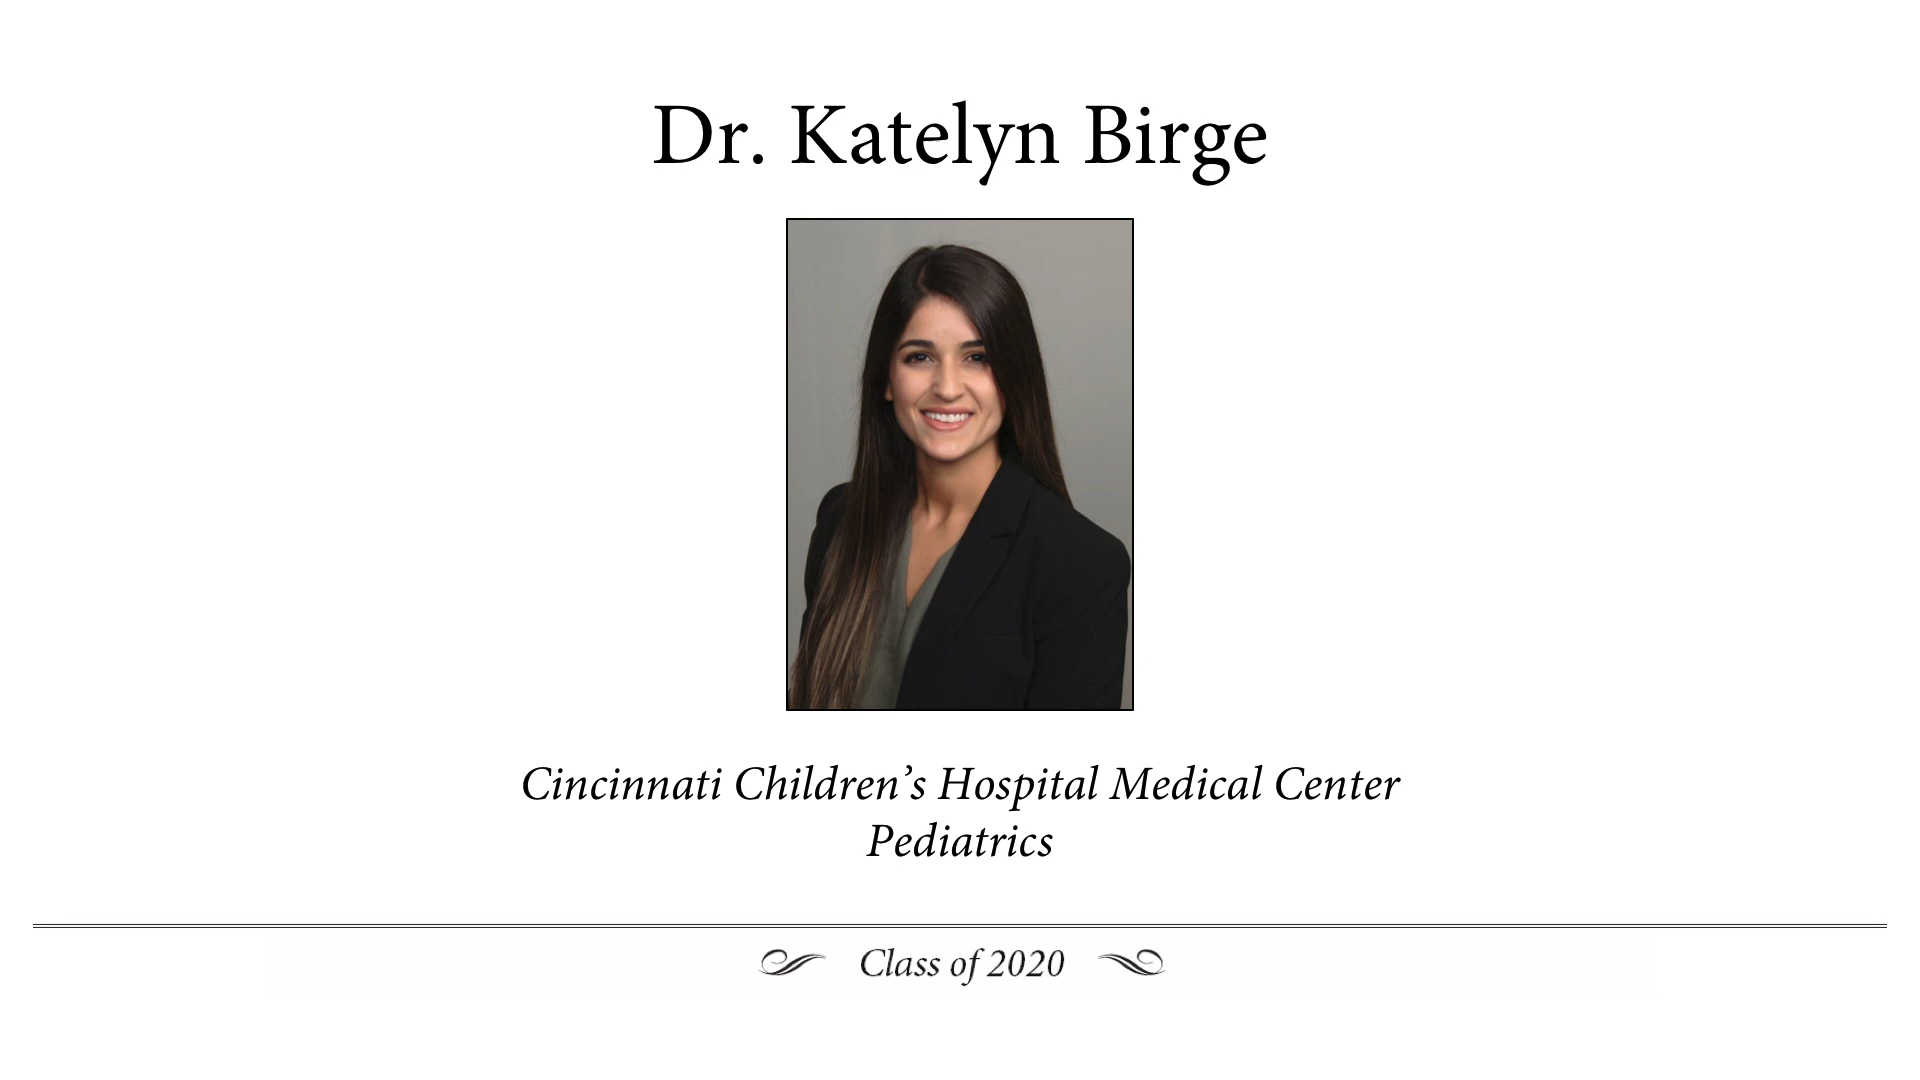 Dr. Katelyn Birge
Cincinnati Children’s Hospital Medical Center
Pediatrics
Class of 2020